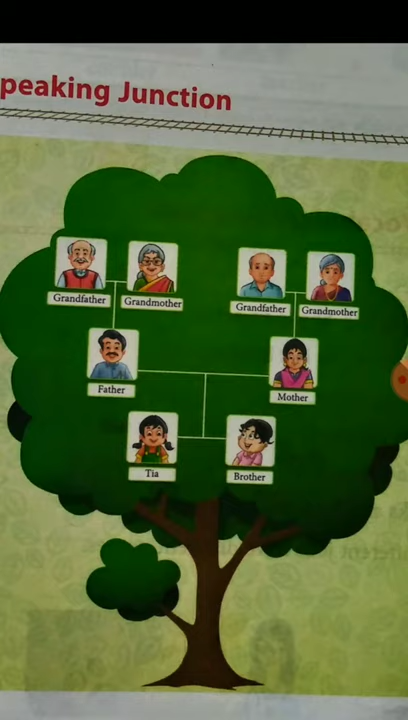 peaking Junction
Grandfather
Grandmother
Grandfather
Grandmother
Father
Mother
Tia
Brother